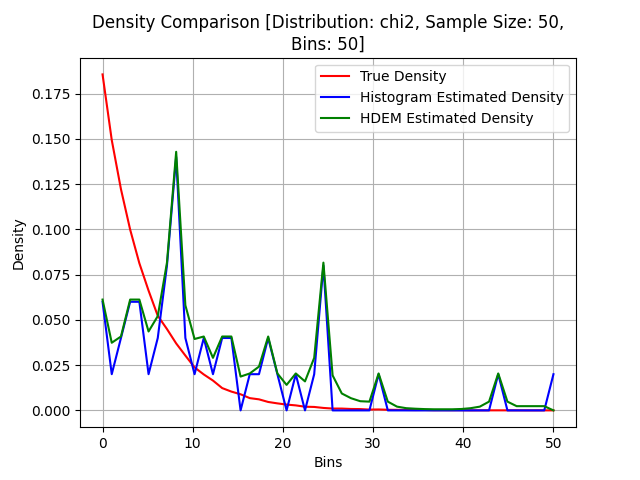 Density Comparison [Distribution: chi2, Sample Size: 50,
Bins: 50]
True Density
Histogram Estimated Density
HDEM Estimated Density
Density
0.175
0.150
0.125
0.100
0.075
0.050
0.025
0.000
0 10 20 30 40 50
Bins